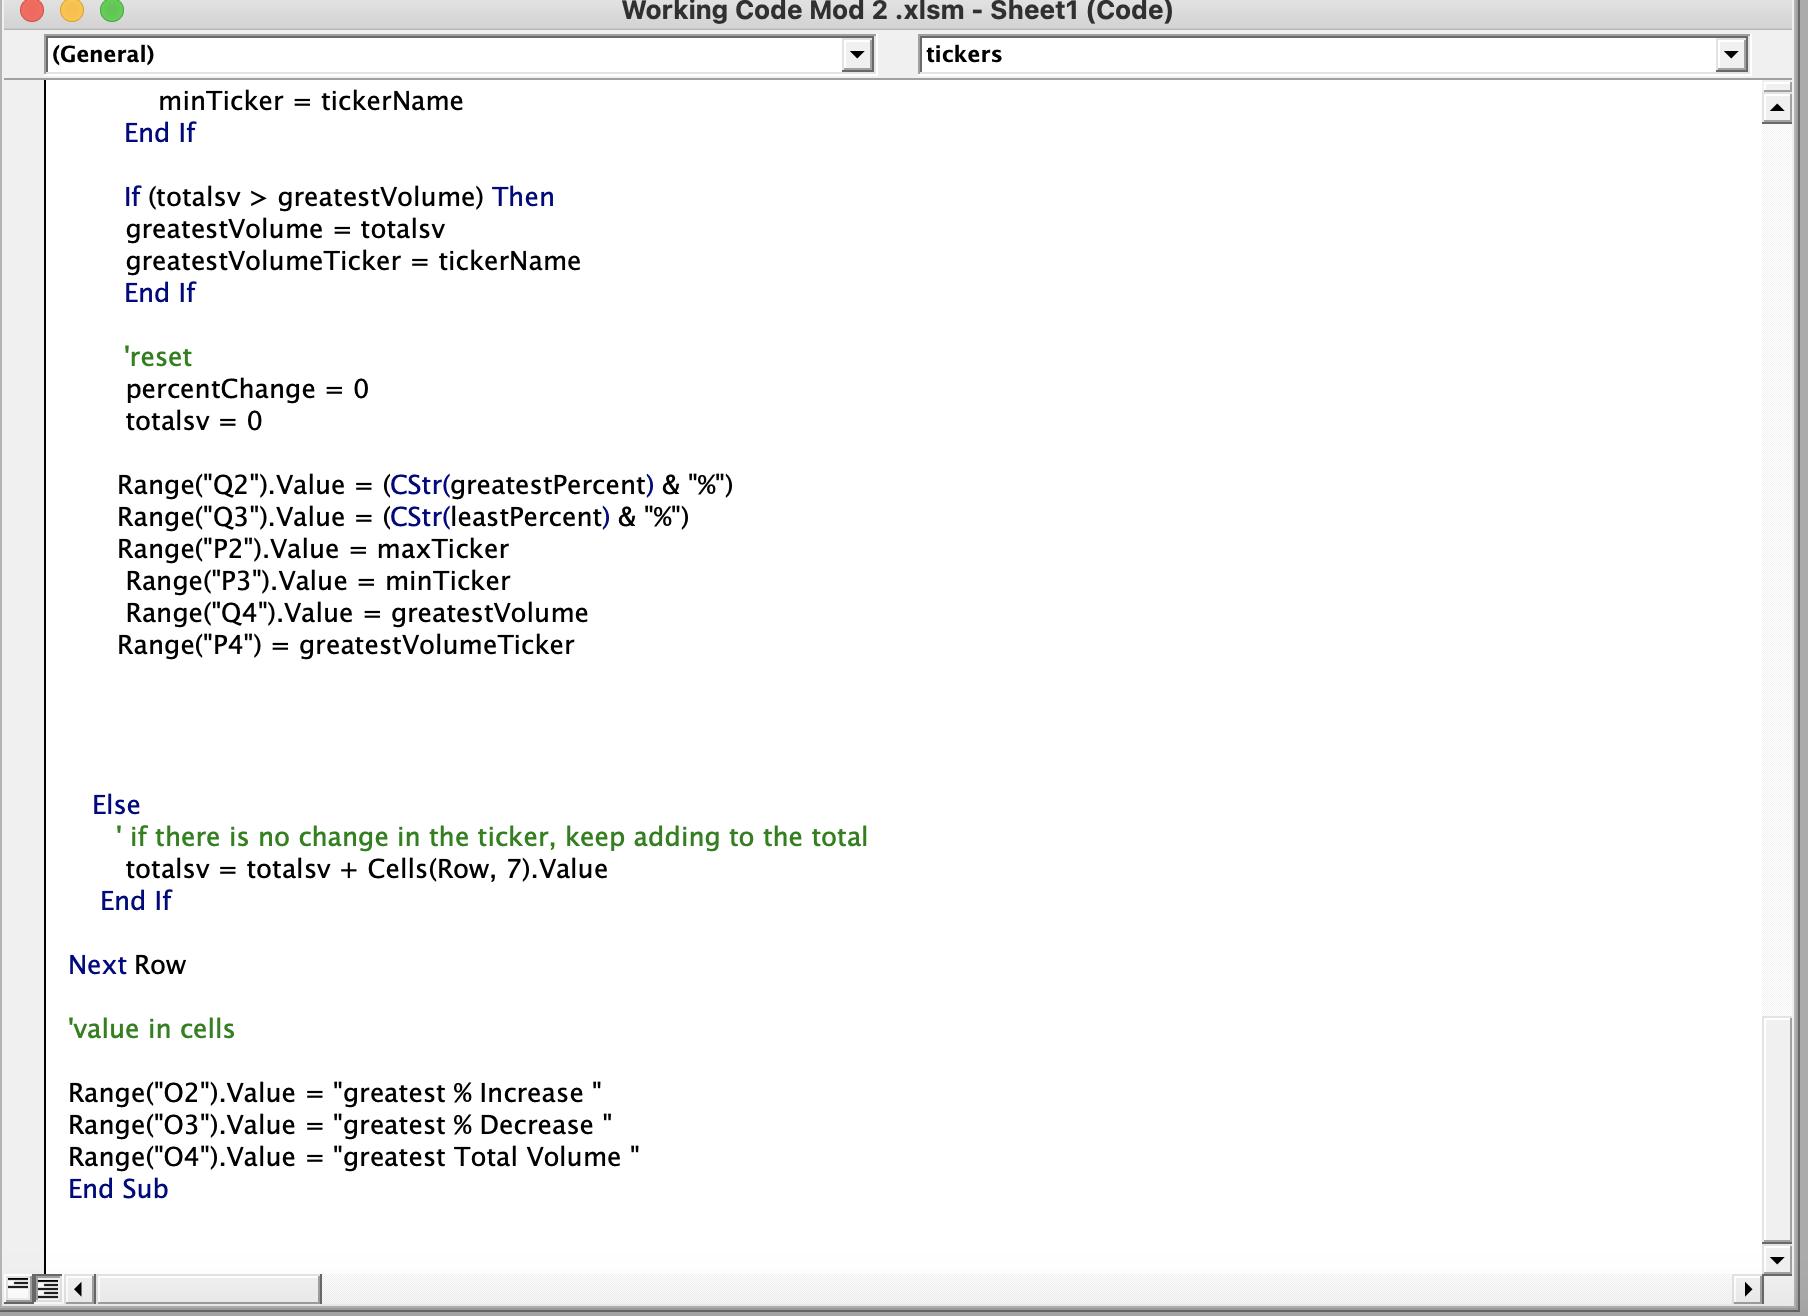 Working Code Mod 2 .xlsm - Sheet1 (Code)
(General)
tickers
minTicker = tickerName
End If
If (totalsv > greatestVolume) Then
greatestVolume = totalsv
greatestVolumeTicker = tickerName
End If
'reset
percentChange = 0
totalsv = 0
Range("Q2").Value = (CStr(greatestPercent) & "%")
Range("Q3").Value = (CStr(leastPercent) & "%")
Range("P2").Value = maxTicker
Range("P3").Value = minTicker
Range("Q4").Value = greatestVolume
Range("P4") = greatestVolumeTicker
Else
' if there is no change in the ticker, keep adding to the total
totalsv = totalsv + Cells(Row, 7).Value
End If
Next Row
'value in cells
Range("O2").Value = "greatest % Increase "
Range("O3").Value = "greatest % Decrease "
Range("O4").Value = "greatest Total Volume "
End Sub